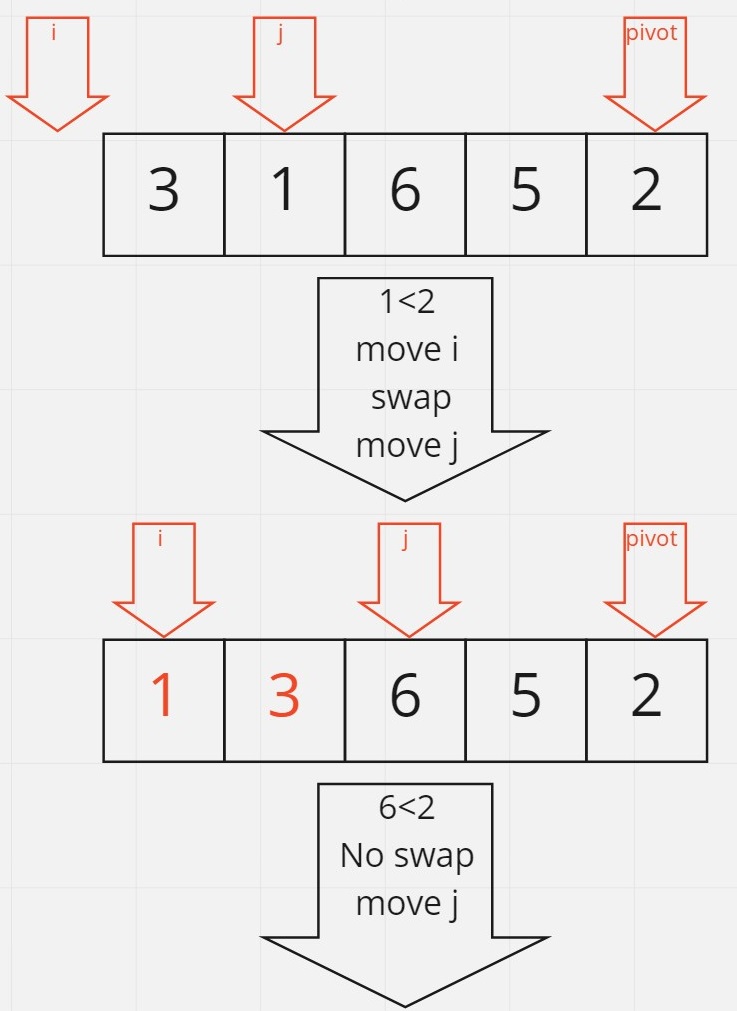 i j pivot
3 1 6 5 2
1<2
move i
swap
move j
i j pivot
1 3 6 5 2
6<2
No swap
move j